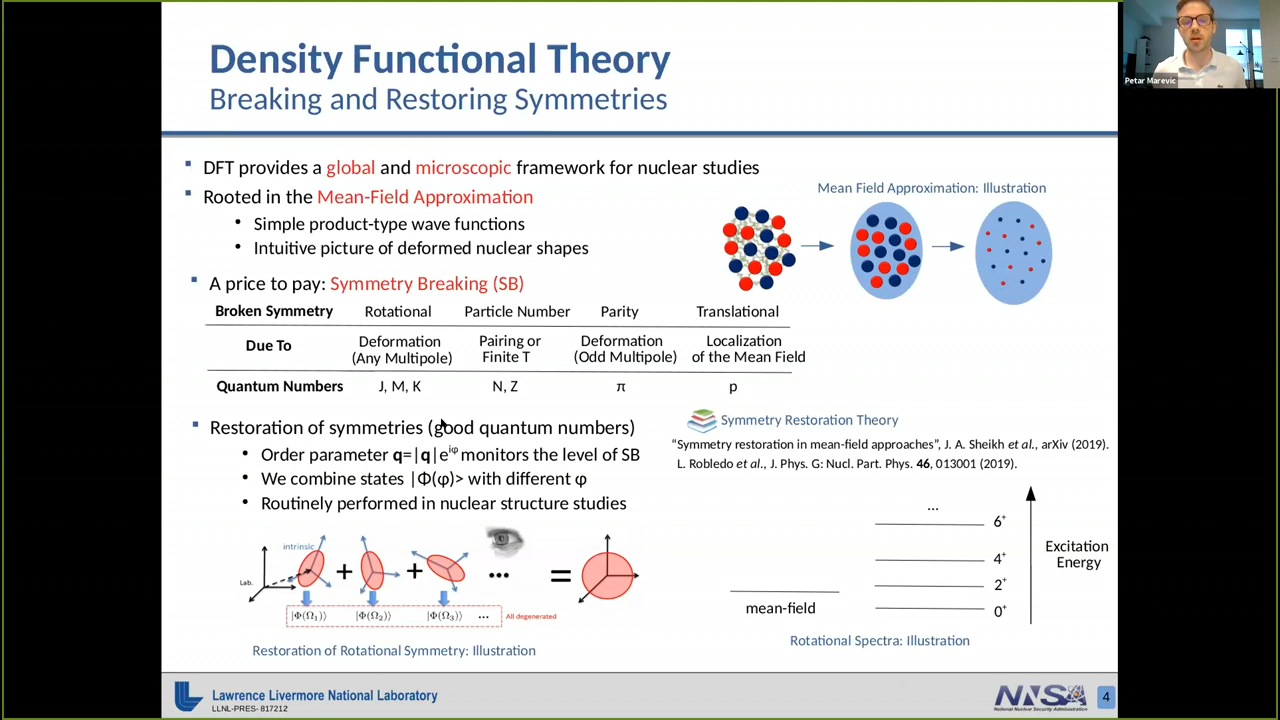 Density Functional Theory
Breaking and Restoring Symmetries
Petar Marevic
DFT provides a global and microscopic framework for nuclear studies
Rooted in the Mean-Field Approximation
• Simple product-type wave functions
• Intuitive picture of deformed nuclear shapes
Mean Field Approximation: Illustration
A price to pay: Symmetry Breaking (SB)
Broken Symmetry Rotational Particle Number Parity Translational
Due To Deformation (Any Multipole) Pairing or Finite T Deformation (Odd Multipole) Localization of the Mean Field
Quantum Numbers J, M, K N, Z π p
Restoration of symmetries (good quantum numbers)
• Order parameter q=|q|e^iφ monitors the level of SB
• We combine states |Φ(φ)> with different φ
• Routinely performed in nuclear structure studies
Symmetry Restoration Theory
“Symmetry restoration in mean-field approaches”, J. A. Sheikh et al., arXiv (2019).
L. Robledo et al., J. Phys. G: Nucl. Part. Phys. 46, 013001 (2019).
intrinsic
Lab.
+ + ... =
|Φ(Ω₁)⟩ |Φ(Ω₂)⟩ |Φ(Ω₃)⟩ ... All degenerated
Restoration of Rotational Symmetry: Illustration
...
6⁺
4⁺
2⁺
0⁺
Excitation
Energy
mean-field
Rotational Spectra: Illustration
Lawrence Livermore National Laboratory
LLNL-PRES- 817212
NNSA
National Nuclear Security Administration
4